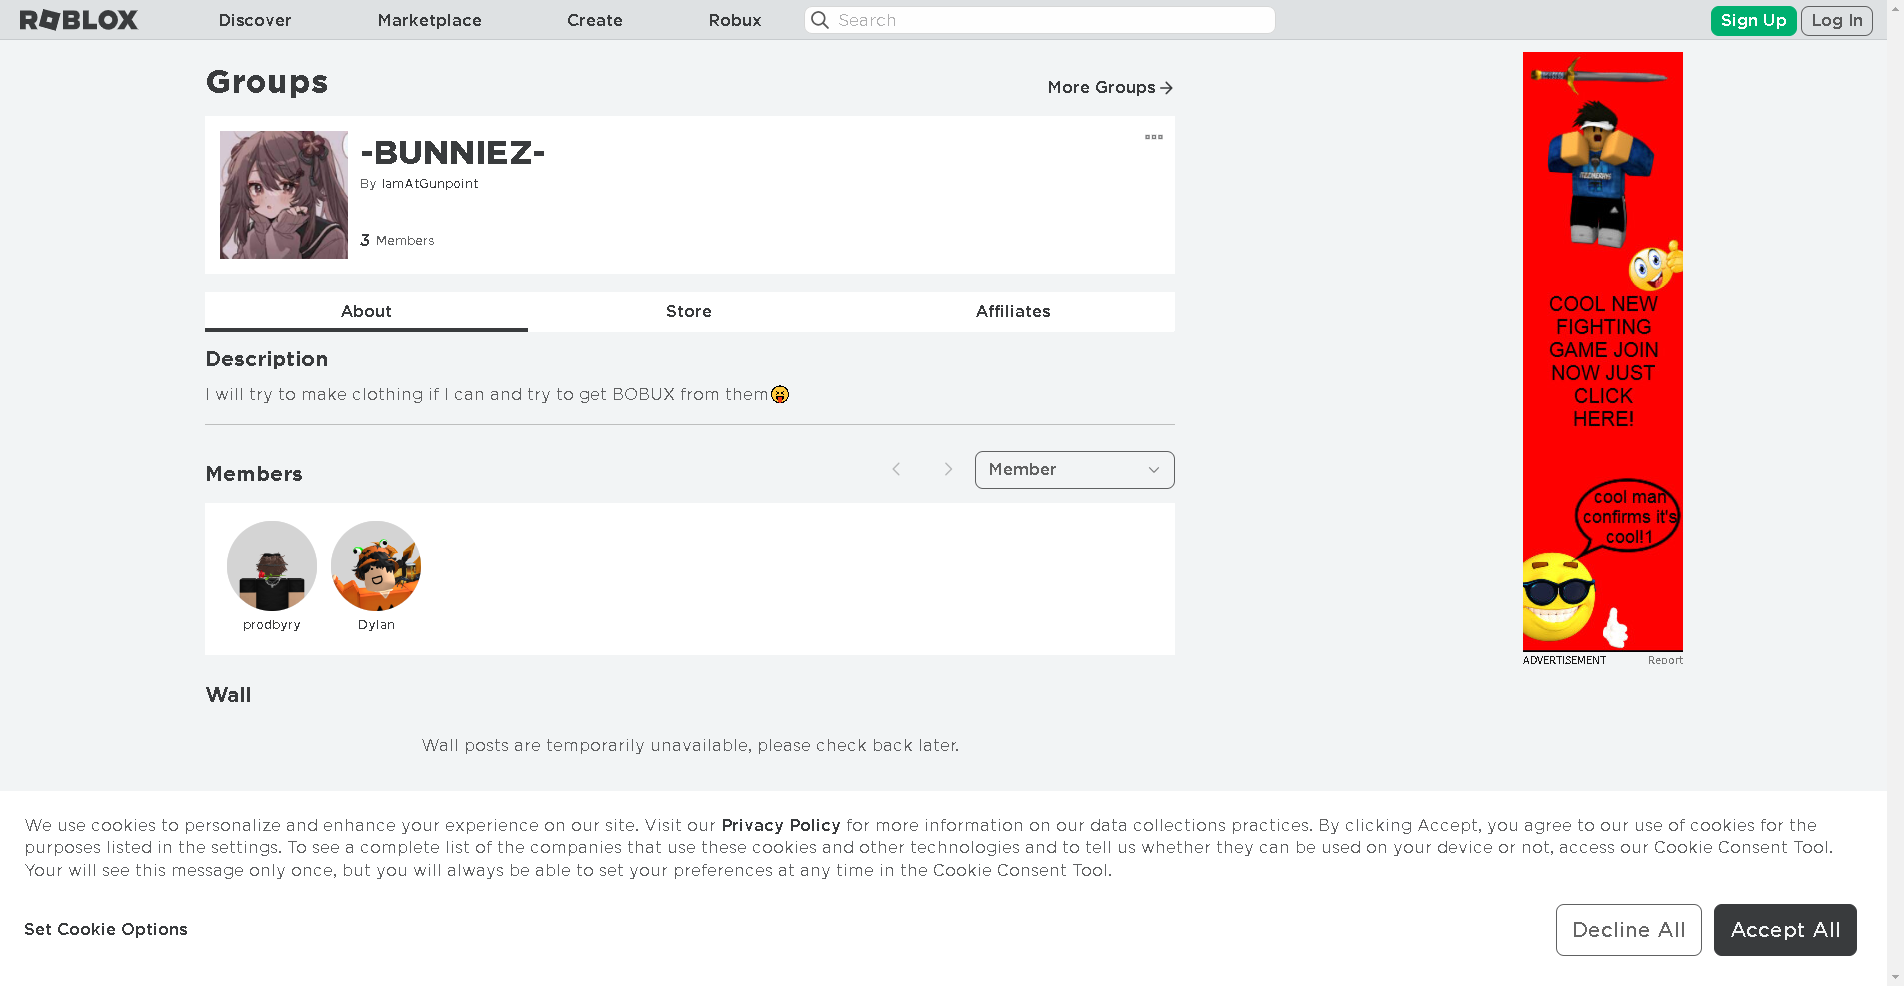 ROBLOX Discover Marketplace Create Robux Search Sign Up Log In
Groups
More Groups
-BUNNIEZ-
By IamAtGunpoint
3 Members
About Store Affiliates
Description
I will try to make clothing if I can and try to get BOBUX from them😝
Members
Member
prodbyry Dylan
Wall
Wall posts are temporarily unavailable, please check back later.
COOL NEW
FIGHTING
GAME JOIN
NOW JUST
CLICK
HERE!
cool man
confirms it's
cool!1
ADVERTISEMENT Report
We use cookies to personalize and enhance your experience on our site. Visit our Privacy Policy for more information on our data collections practices. By clicking Accept, you agree to our use of cookies for the
purposes listed in the settings. To see a complete list of the companies that use these cookies and other technologies and to tell us whether they can be used on your device or not, access our Cookie Consent Tool.
Your will see this message only once, but you will always be able to set your preferences at any time in the Cookie Consent Tool.
Set Cookie Options
Decline All Accept All